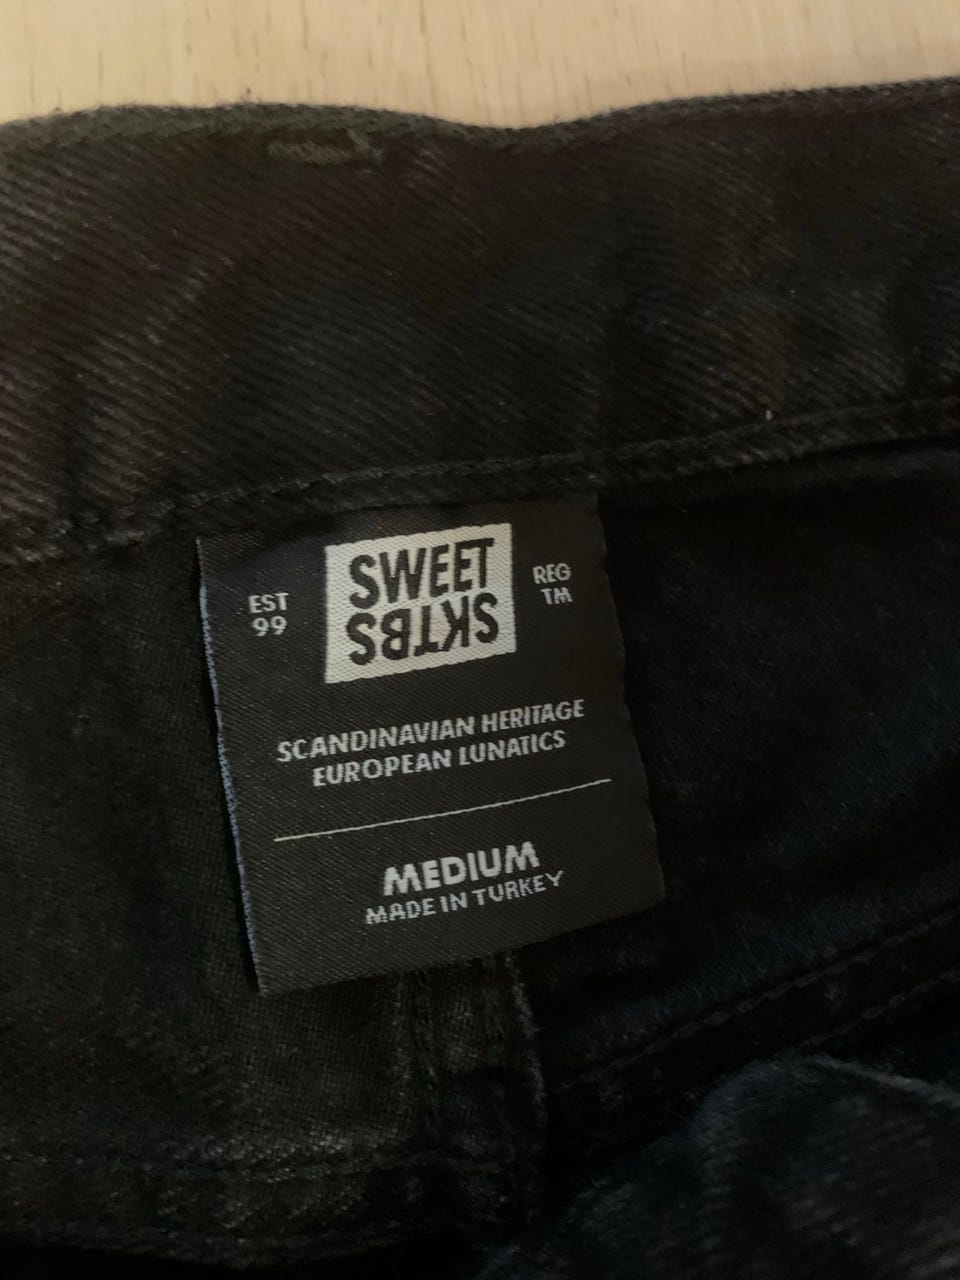 EST
99
SWEET
SKTBS
REG
TM
SCANDINAVIAN HERITAGE
EUROPEAN LUNATICS
MEDIUM
MADE IN TURKEY